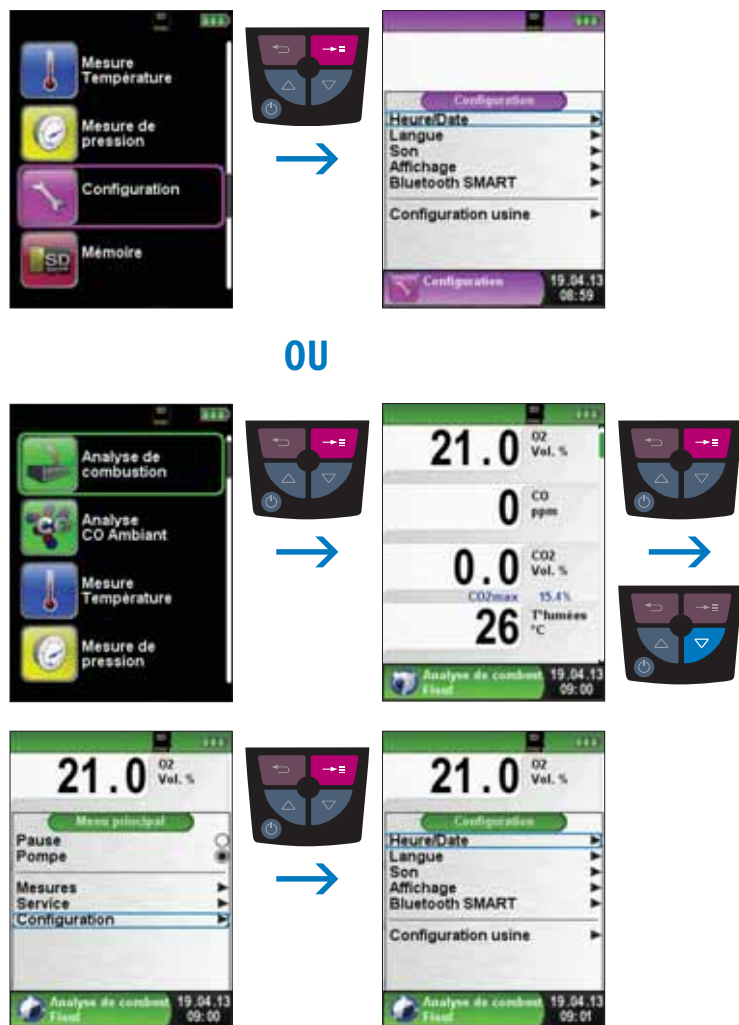 Mesure
Température
Mesure de
pression
Configuration
SD
Mémoire
Configuration
Heure/Date
Langue
Son
Affichage
Bluetooth SMART
Configuration usine
Configuration
19.04.13
08:59
OU
Analyse de
combustion
Analyse
CO Ambiant
Mesure
Température
Mesure de
pression
21.0 O2
Vol. %
0 CO
ppm
0.0 CO2
Vol. %
CO2max 15.4%
26 T°fumées
°C
Analyse de combust 19.04.13
Fioul 09:00
21.0 O2
Vol. %
Menu principal
Pause
Pompe
Mesures
Service
Configuration
Analyse de combust 19.04.13
Fioul 09:00
21.0 O2
Vol. %
Configuration
Heure/Date
Langue
Son
Affichage
Bluetooth SMART
Configuration usine
Analyse de combust 19.04.13
Fioul 09:01